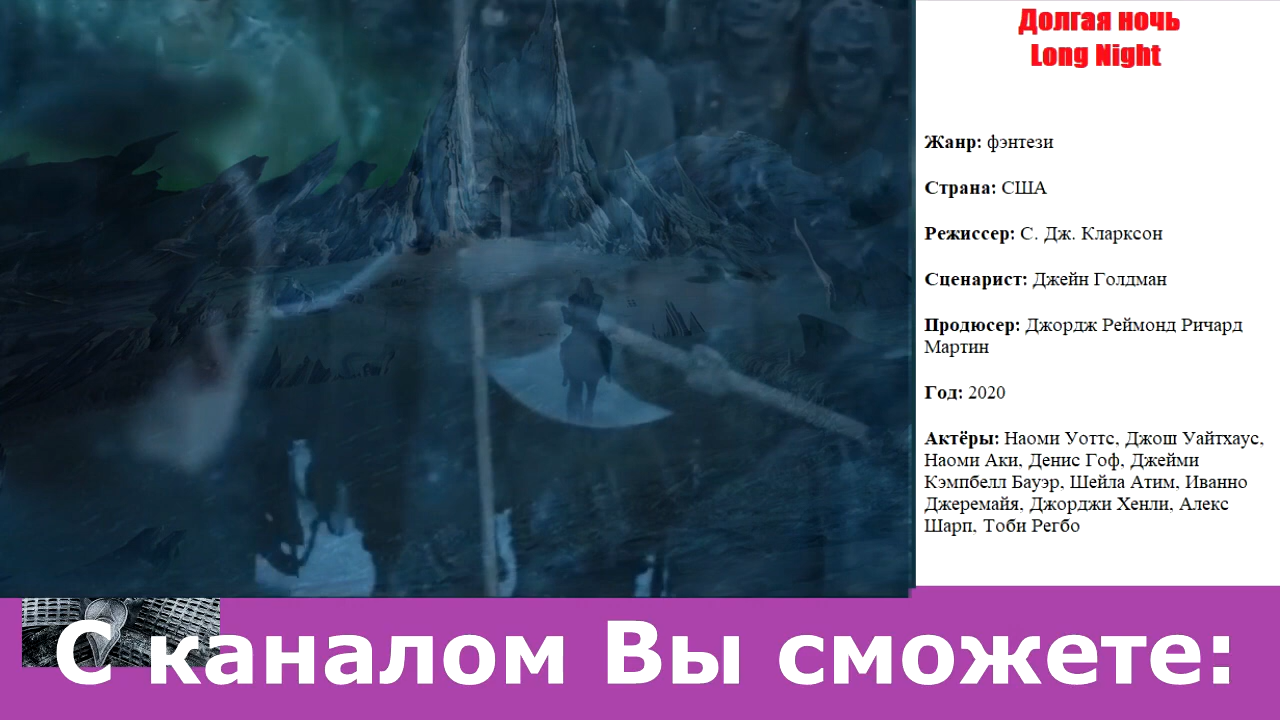 Долгая ночь
Long Night
Жанр: фэнтези
Страна: США
Режиссер: С. Дж. Кларксон
Сценарист: Джейн Голдман
Продюсер: Джордж Реймонд Ричард
Мартин
Год: 2020
Актёры: Наоми Уоттс, Джош Уайтхаус,
Наоми Аки, Денис Гоф, Джейми
Кэмпбелл Бауэр, Шейла Атим, Иванно
Джеремайя, Джорджи Хенли, Алекс
Шарп, Тоби Регбо
С каналом Вы сможете: